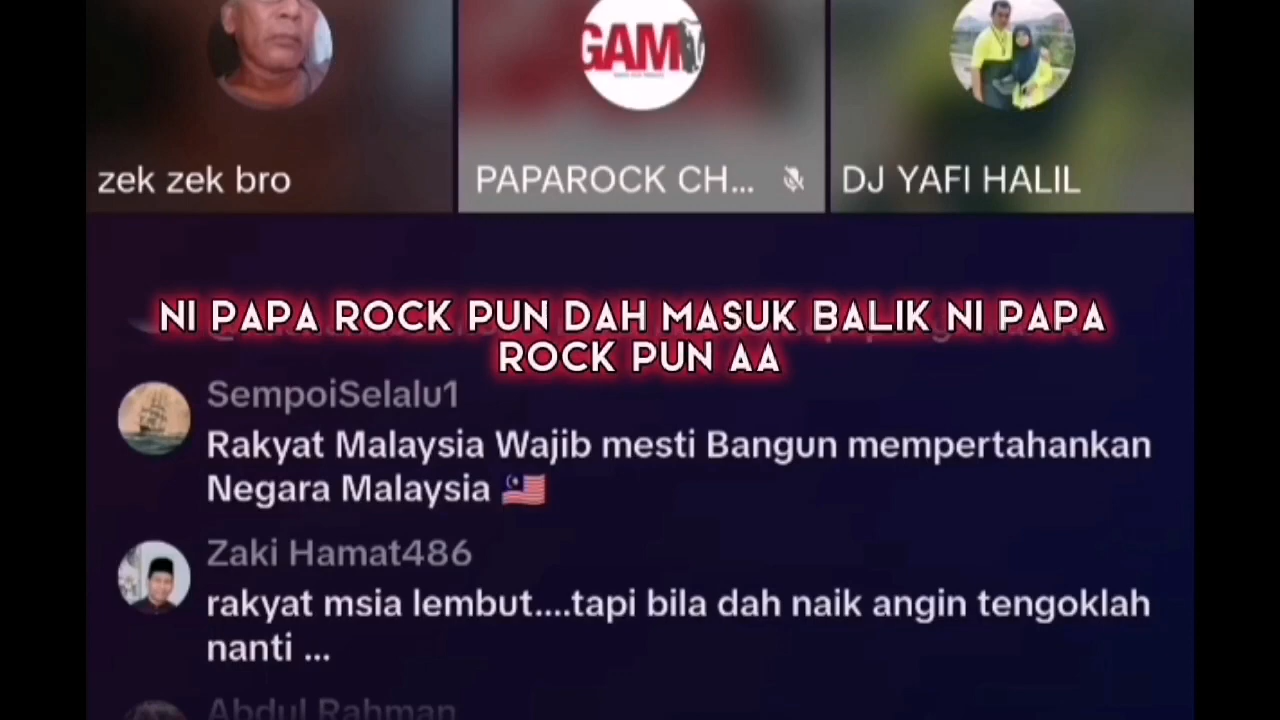 GAM
zek zek bro
PAPAROCK CH...
DJ YAFI HALIL
NI PAPA ROCK PUN DAH MASUK BALIK NI PAPA
ROCK PUN AA
SempoiSelalu1
Rakyat Malaysia Wajib mesti Bangun mempertahankan
Negara Malaysia 🇲🇾
Zaki Hamat486
rakyat msia lembut....tapi bila dah naik angin tengoklah
nanti ...
Abdul Rahman